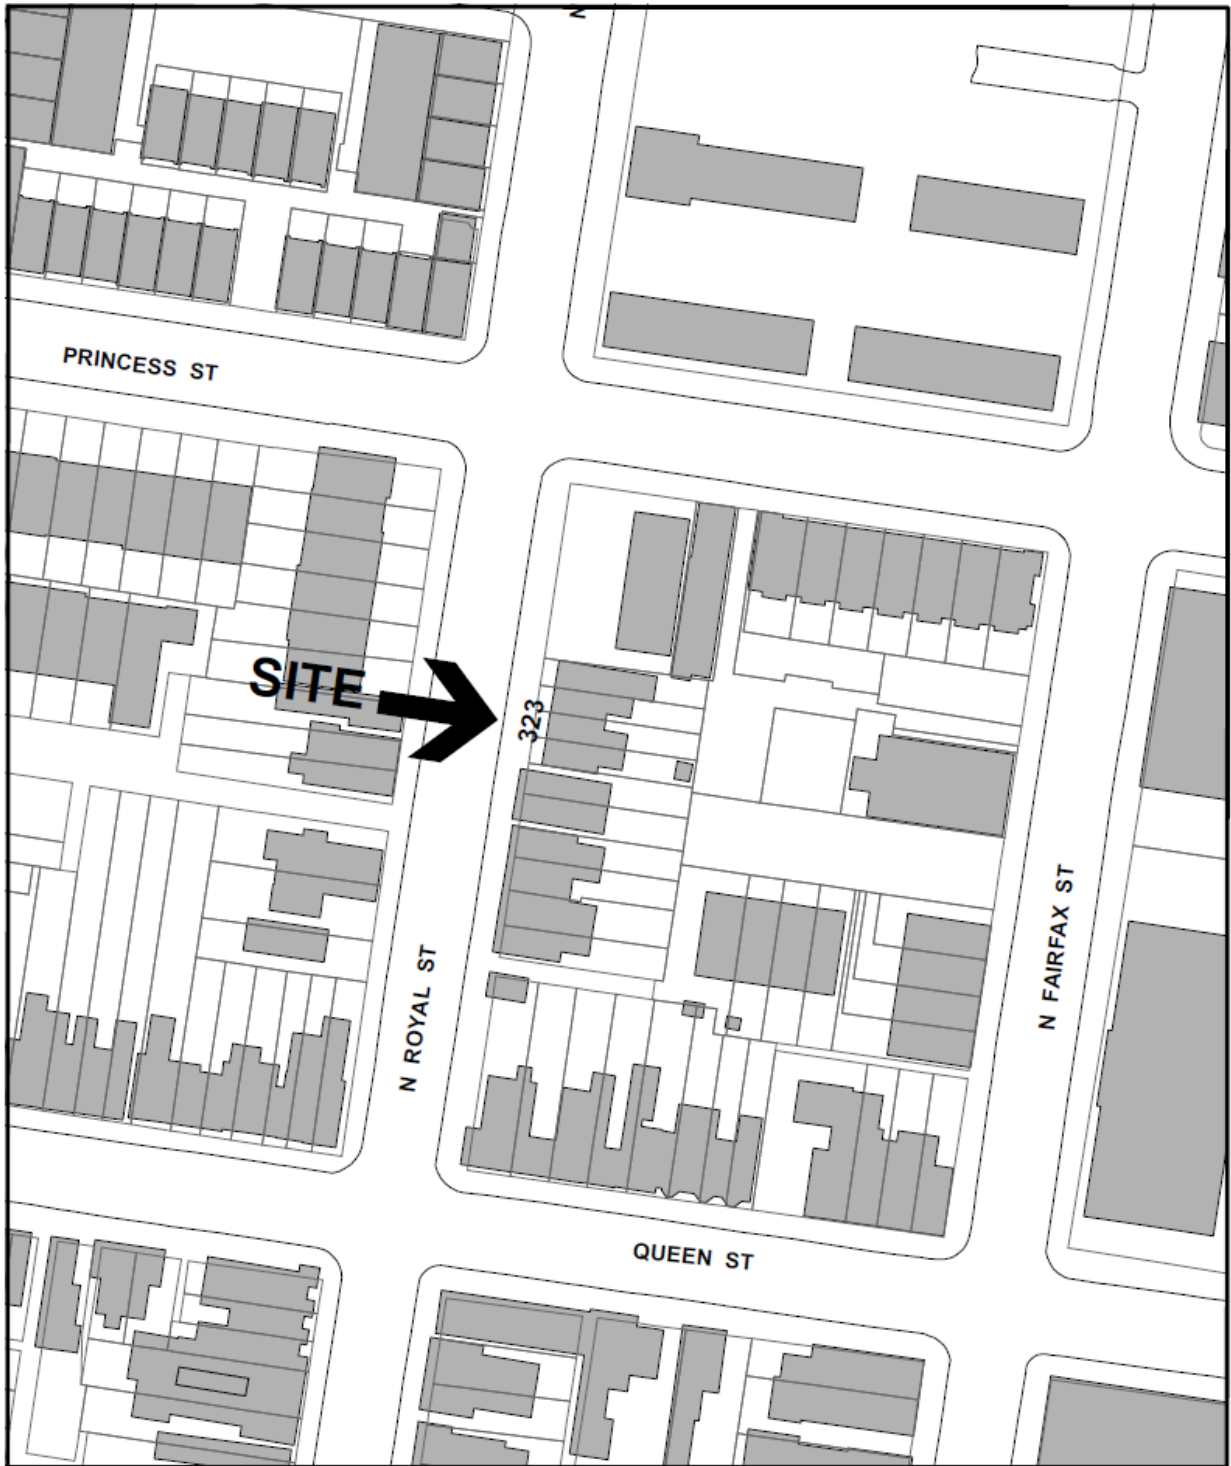 N
PRINCESS ST
SITE
323
N FAIRFAX ST
N ROYAL ST
QUEEN ST